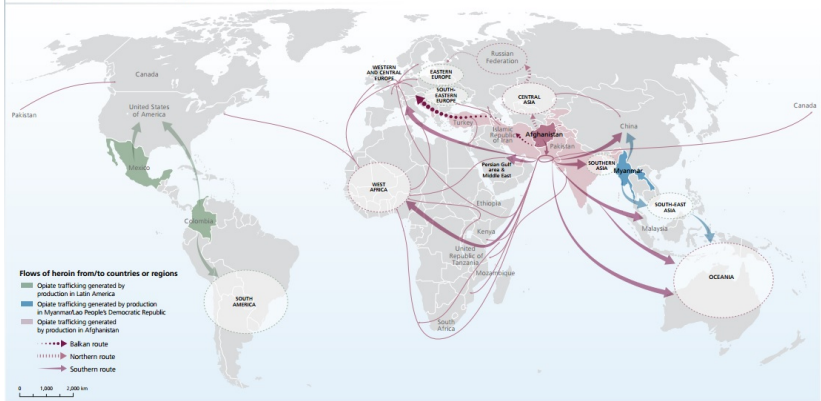 Canada
Pakistan
United States
of America
Mexico
Colombia
SOUTH
AMERICA
WESTERN
AND CENTRAL
EUROPE
EASTERN
EUROPE
SOUTH-
EASTERN
EUROPE
Russian
Federation
CENTRAL
ASIA
Turkey
Islamic
Republic
of Iran
Afghanistan
Pakistan
China
Canada
Persian Gulf
area &
Middle East
SOUTHERN
ASIA
Myanmar
SOUTH-EAST
ASIA
Malaysia
WEST
AFRICA
Ethiopia
Kenya
United
Republic of
Tanzania
Mozambique
South
Africa
OCEANIA
Flows of heroin from/to countries or regions
Opiate trafficking generated by
production in Latin America
Opiate trafficking generated by production
in Myanmar/Lao People's Democratic Republic
Opiate trafficking generated
by production in Afghanistan
Balkan route
Northern route
Southern route
0 1,000 2,000 km